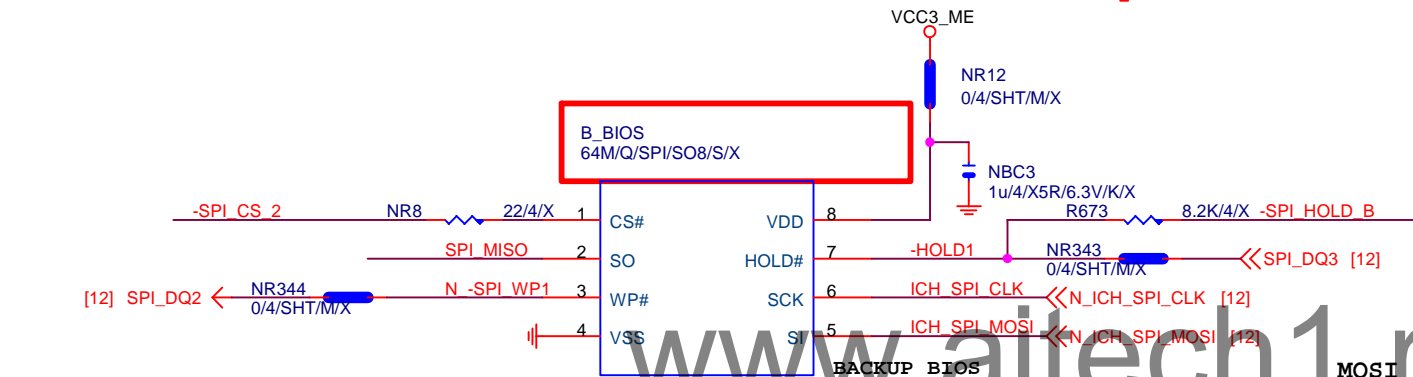 VCC3_ME
NR12
0/4/SHT/M/X
B_BIOS
64M/Q/SPI/SO8/S/X
NBC3
1u/4/X5R/6.3V/K/X
-SPI_CS_2 NR8 22/4/X 1 CS# VDD 8 R673 8.2K/4/X -SPI_HOLD_B
SPI_MISO 2 SO HOLD# 7 -HOLD1 NR343 SPI_DQ3 [12]
0/4/SHT/M/X
[12] SPI_DQ2 NR344 N_-SPI_WP1 3 WP# SCK 6 ICH_SPI_CLK N_ICH_SPI_CLK [12]
0/4/SHT/M/X
4 VSS SI 5 ICH_SPI_MOSI N_ICH_SPI_MOSI [12]
www.aitech1.r
BACKUP BIOS MOSI